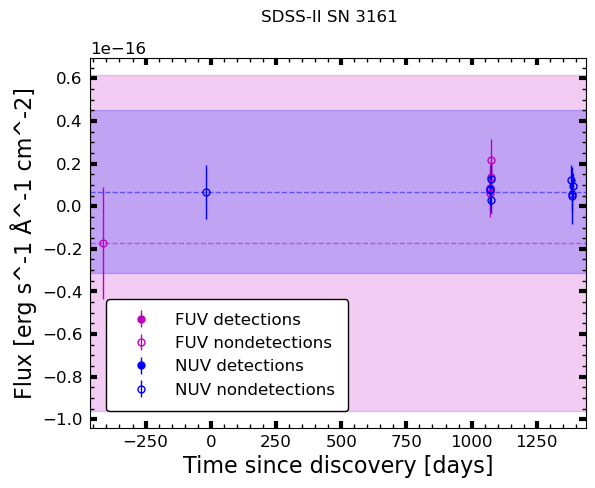 SDSS-II SN 3161
1e−16
0.6
0.4
0.2
0.0
−0.2
−0.4
−0.6
−0.8
−1.0
Flux [erg s^-1 Å^-1 cm^-2]
FUV detections
FUV nondetections
NUV detections
NUV nondetections
−250 0 250 500 750 1000 1250
Time since discovery [days]